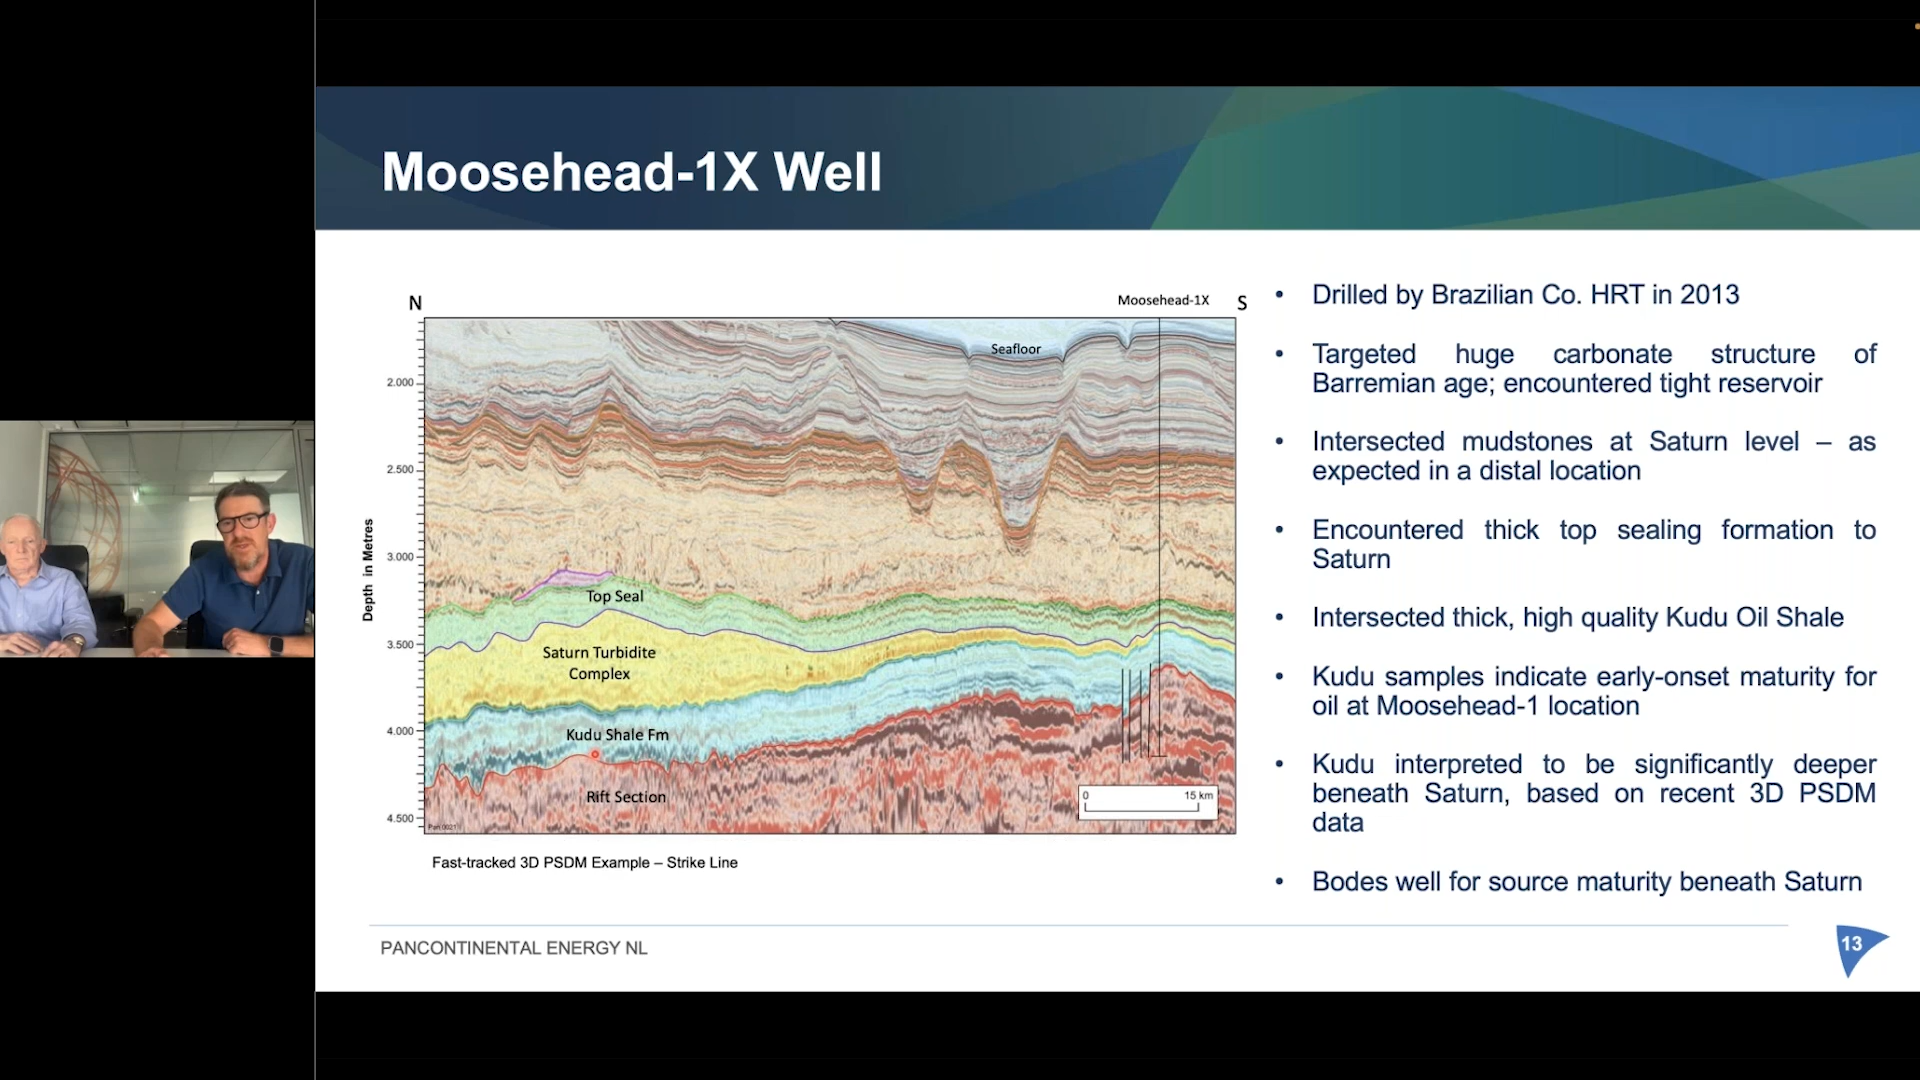 Moosehead-1X Well
N
Moosehead-1X
S
Seafloor
2.000
2.500
3.000
3.500
4.000
4.500
Depth in Metres
Top Seal
Saturn Turbidite
Complex
Kudu Shale Fm
Rift Section
0
15 km
Fast-tracked 3D PSDM Example – Strike Line
• Drilled by Brazilian Co. HRT in 2013
• Targeted huge carbonate structure of
Barremian age; encountered tight reservoir
• Intersected mudstones at Saturn level – as
expected in a distal location
• Encountered thick top sealing formation to
Saturn
• Intersected thick, high quality Kudu Oil Shale
• Kudu samples indicate early-onset maturity for
oil at Moosehead-1 location
• Kudu interpreted to be significantly deeper
beneath Saturn, based on recent 3D PSDM
data
• Bodes well for source maturity beneath Saturn
PANCONTINENTAL ENERGY NL
13